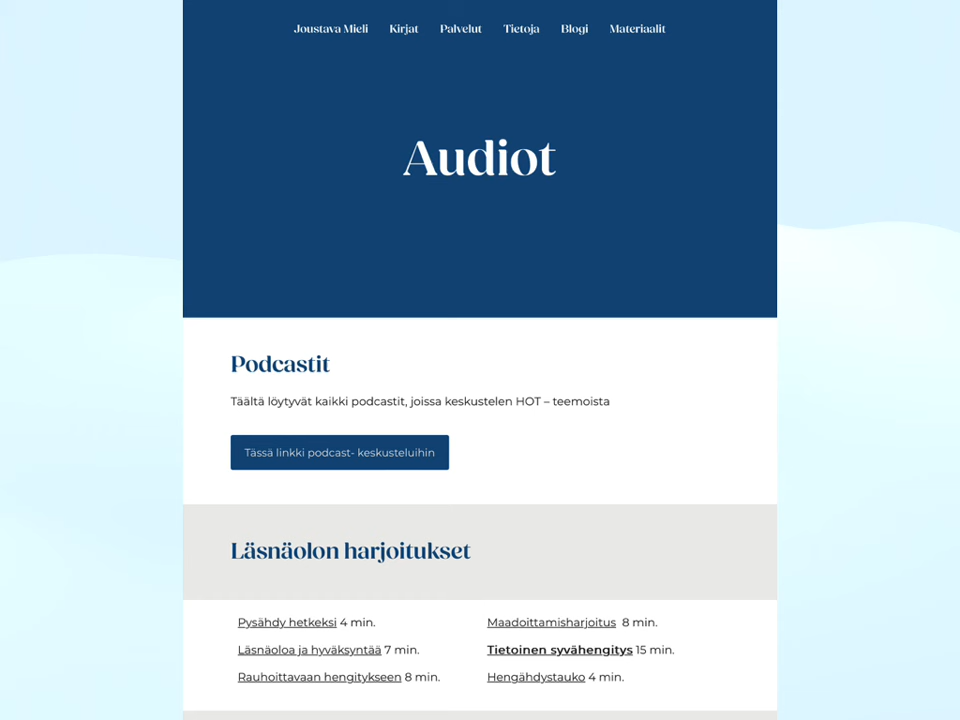 Joustava Mieli Kirjat Palvelut Tietoja Blogi Materiaalit
Audiot
Podcastit
Täältä löytyvät kaikki podcastit, joissa keskustelen HOT – teemoista
Tässä linkki podcast- keskusteluihin
Läsnäolon harjoitukset
Pysähdy hetkeksi 4 min.
Maadoittamisharjoitus 8 min.
Läsnäoloa ja hyväksyntää 7 min.
Tietoinen syvähengitys 15 min.
Rauhoittavaan hengitykseen 8 min.
Hengähdystauko 4 min.